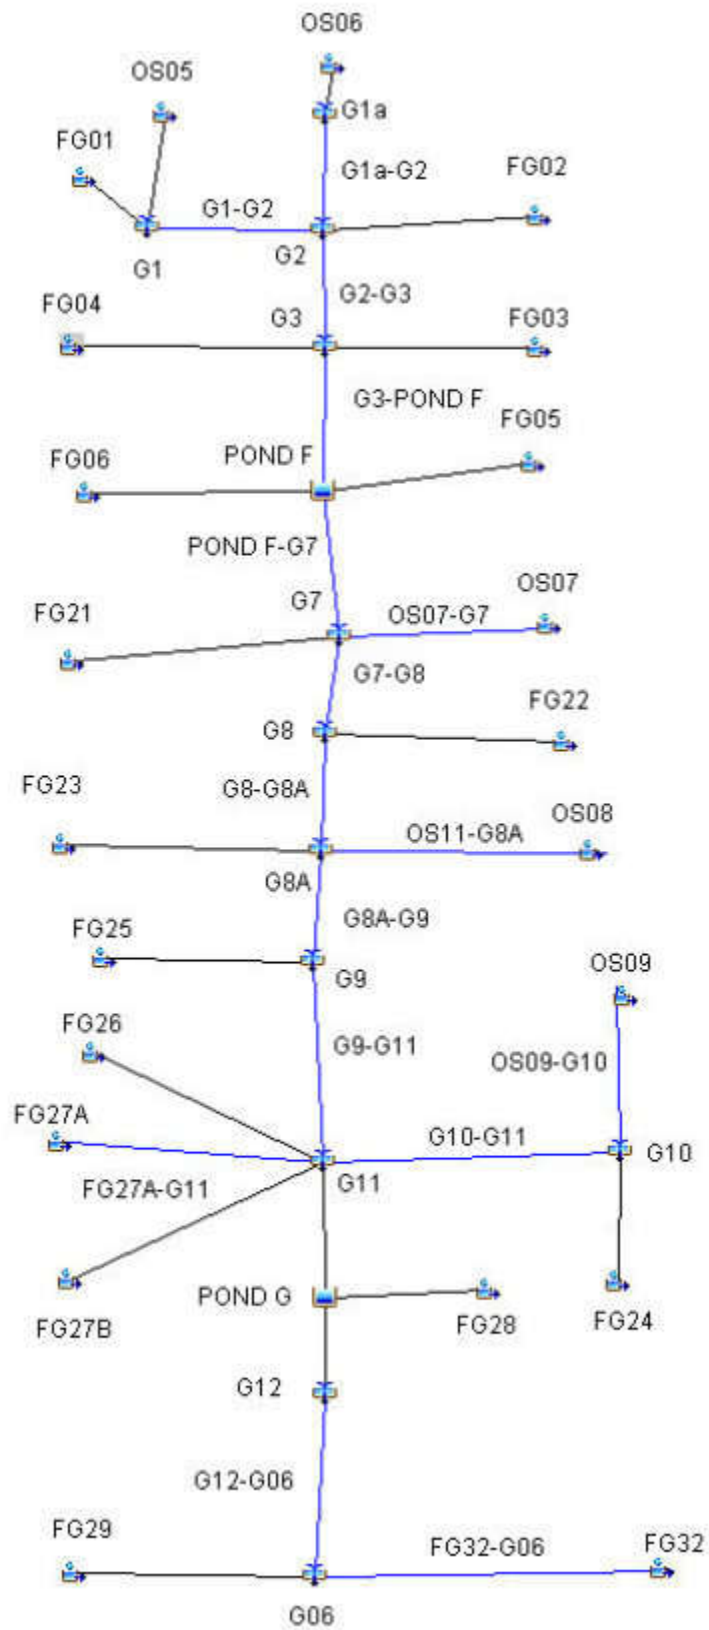 OS06
OS05
G1a
FG01
G1a-G2
FG02
G1-G2
G2
G1
G2-G3
FG04
G3
FG03
G3-POND F
FG05
POND F
FG06
POND F-G7
G7
OS07
OS07-G7
FG21
G7-G8
FG22
G8
FG23
G8-G8A
OS08
OS11-G8A
G8A
G8A-G9
FG25
G9
OS09
FG26
G9-G11
OS09-G10
FG27A
G10-G11
G10
FG27A-G11
G11
POND G
FG27B
FG28
FG24
G12
G12-G06
FG29
FG32-G06
FG32
G06